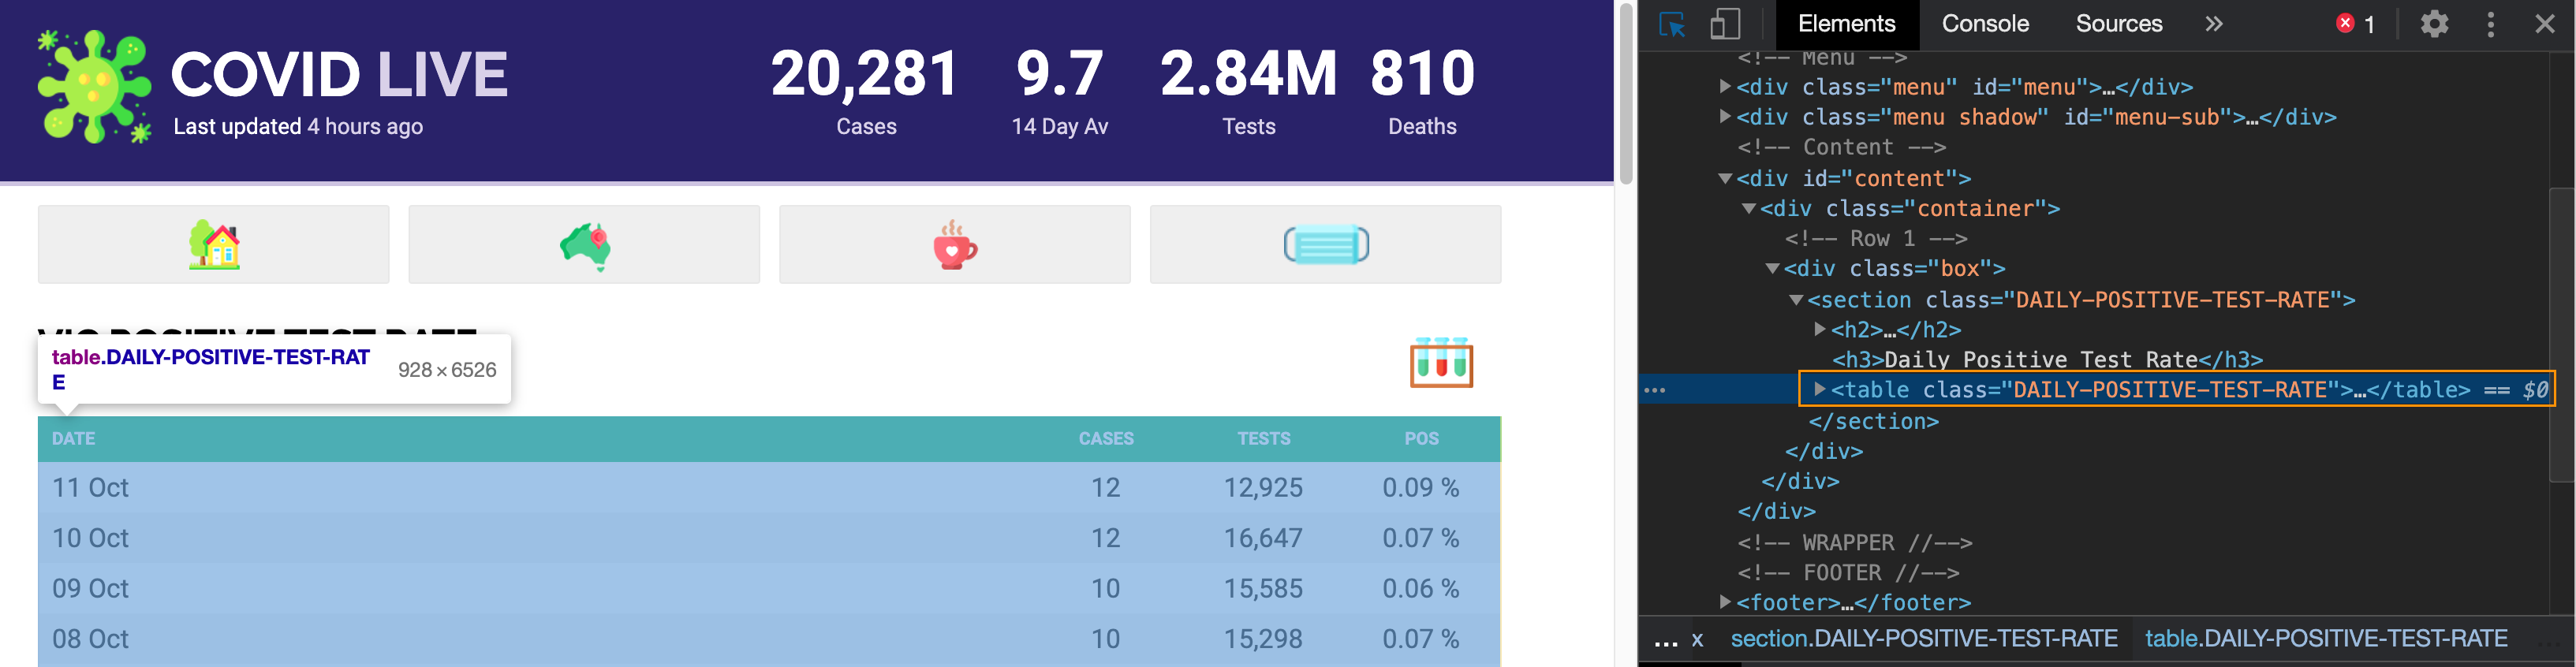 COVID LIVE
Last updated 4 hours ago
20,281 9.7 2.84M 810
Cases 14 Day Av Tests Deaths
VIC POSITIVE TEST RATE
table.DAILY-POSITIVE-TEST-RAT
E
928 × 6526
DATE CASES TESTS POS
11 Oct 12 12,925 0.09 %
10 Oct 12 16,647 0.07 %
09 Oct 10 15,585 0.06 %
08 Oct 10 15,298 0.07 %
Elements Console Sources » 1
<!-- Menu -->
<div class="menu" id="menu">…</div>
<div class="menu shadow" id="menu-sub">…</div>
<!-- Content -->
<div id="content">
<div class="container">
<!-- Row 1 -->
<div class="box">
<section class="DAILY-POSITIVE-TEST-RATE">
<h2>…</h2>
<h3>Daily Positive Test Rate</h3>
<table class="DAILY-POSITIVE-TEST-RATE">…</table> == $0
</section>
</div>
</div>
</div>
<!-- WRAPPER //-->
<!-- FOOTER //-->
<footer>…</footer>
... x section.DAILY-POSITIVE-TEST-RATE table.DAILY-POSITIVE-TEST-RATE ...